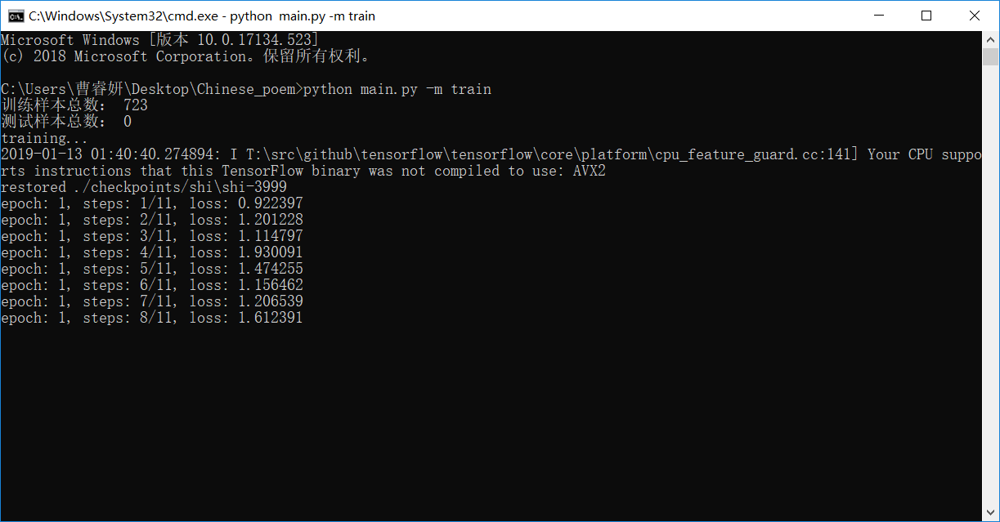 C:\Windows\System32\cmd.exe - python  main.py -m train
Microsoft Windows [版本 10.0.17134.523]
(c) 2018 Microsoft Corporation。保留所有权利。
C:\Users\曹睿妍\Desktop\Chinese_poem>python main.py -m train
训练样本总数： 723
测试样本总数： 0
training...
2019-01-13 01:40:40.274894: I T:\src\github\tensorflow\tensorflow\core\platform\cpu_feature_guard.cc:141] Your CPU suppo
rts instructions that this TensorFlow binary was not compiled to use: AVX2
restored ./checkpoints/shi\shi-3999
epoch: 1, steps: 1/11, loss: 0.922397
epoch: 1, steps: 2/11, loss: 1.201228
epoch: 1, steps: 3/11, loss: 1.114797
epoch: 1, steps: 4/11, loss: 1.930091
epoch: 1, steps: 5/11, loss: 1.474255
epoch: 1, steps: 6/11, loss: 1.156462
epoch: 1, steps: 7/11, loss: 1.206539
epoch: 1, steps: 8/11, loss: 1.612391